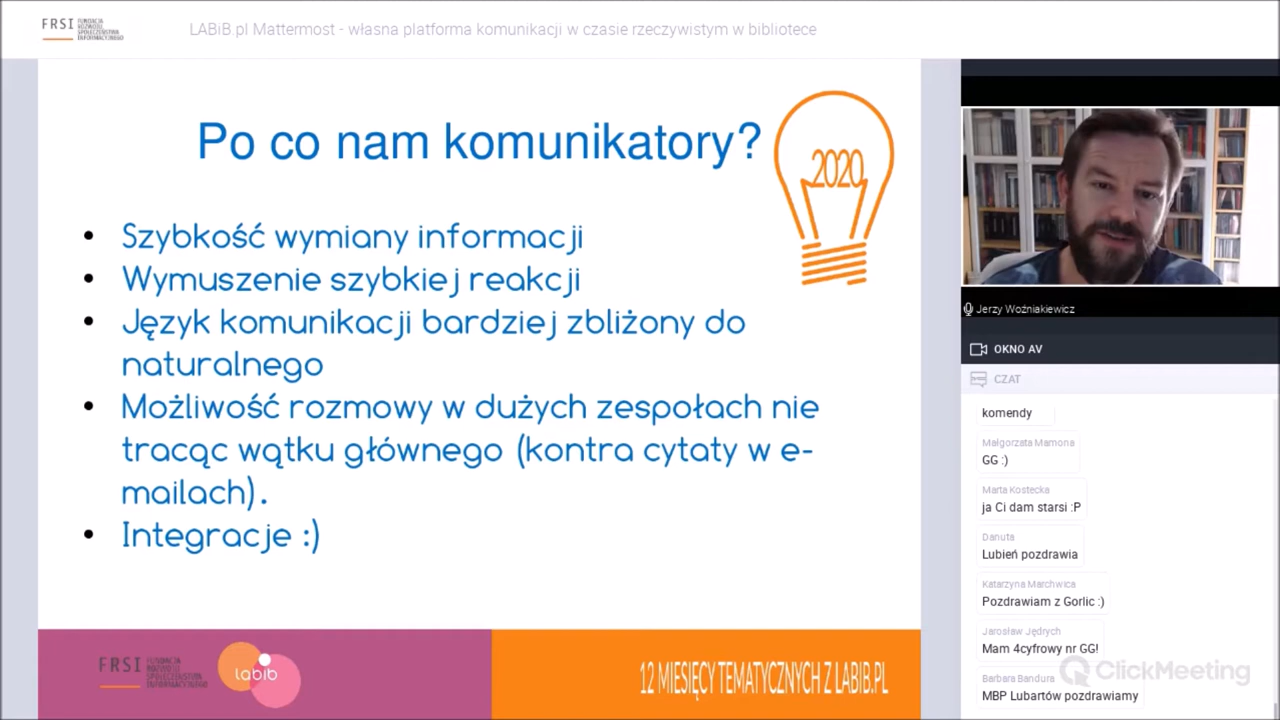 FRSI FUNDACJA
ROZWOJU
SPOŁECZEŃSTWA
INFORMACYJNEGO
LABiB.pl Mattermost - własna platforma komunikacji w czasie rzeczywistym w bibliotece
Po co nam komunikatory?
2020
• Szybkość wymiany informacji
• Wymuszenie szybkiej reakcji
• Język komunikacji bardziej zbliżony do
naturalnego
• Możliwość rozmowy w dużych zespołach nie
tracąc wątku głównego (kontra cytaty w e-
mailach).
• Integracje :)
FRSI FUNDACJA
ROZWOJU
SPOŁECZEŃSTWA
INFORMACYJNEGO
labib
12 MIESIĘCY TEMATYCZNYCH Z LABIB.PL
Jerzy Woźniakiewicz
OKNO AV
CZAT
komendy
Małgorzata Mamona
GG :)
Marta Kostecka
ja Ci dam starsi :P
Danuta
Lubień pozdrawia
Katarzyna Marchwica
Pozdrawiam z Gorlic :)
Jarosław Jędrych
Mam 4cyfrowy nr GG!
Barbara Bandura
MBP Lubartów pozdrawiamy
ClickMeeting